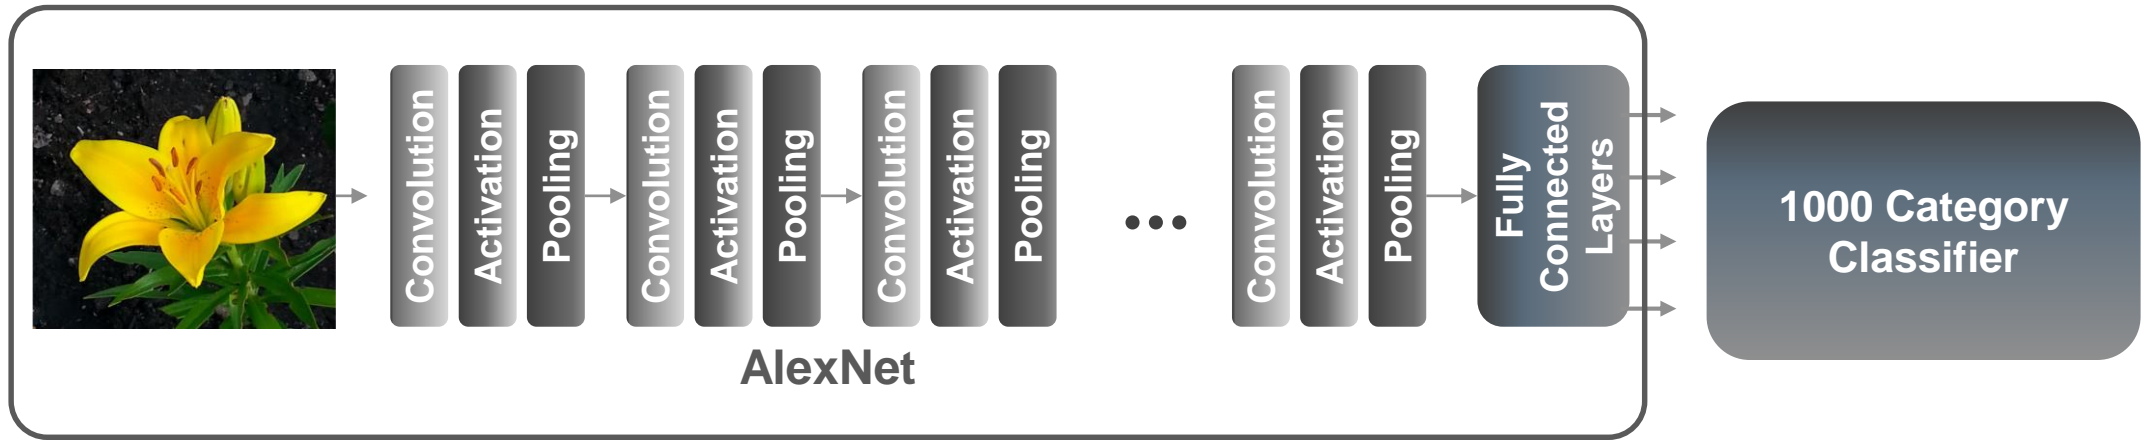 Convolution
Activation
Pooling
Convolution
Activation
Pooling
Convolution
Activation
Pooling
...
Convolution
Activation
Pooling
Fully
Connected
Layers
1000 Category
Classifier
AlexNet